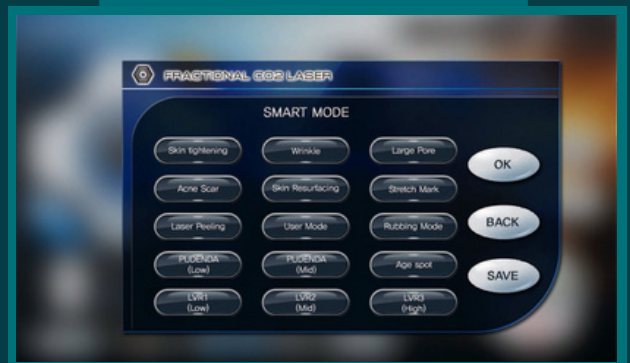 FRACTIONAL CO2 LASER
SMART MODE
Skin tightening
Wrinkle
Large Pore
OK
Acne Scar
Skin Resurfacing
Stretch Mark
Laser Peeling
User Mode
Rubbing Mode
BACK
PUDENDA
(Low)
PUDENDA
(Mid)
Age spot
SAVE
LVR1
(Low)
LVR2
(Mid)
LVR3
(High)